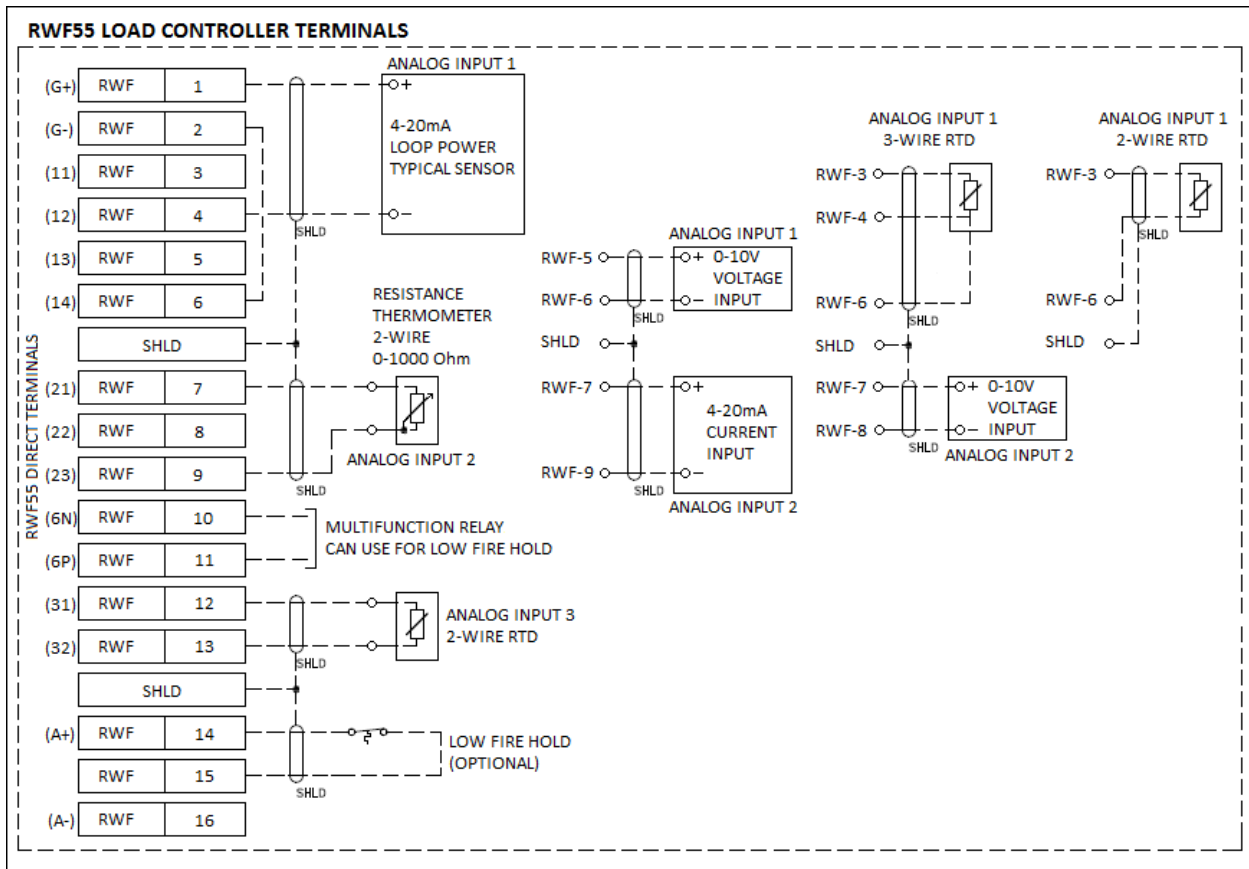 RWF55 LOAD CONTROLLER TERMINALS
RWF55 DIRECT TERMINALS
(G+) RWF 1
(G-) RWF 2
(11) RWF 3
(12) RWF 4
(13) RWF 5
(14) RWF 6
SHLD
(21) RWF 7
(22) RWF 8
(23) RWF 9
(6N) RWF 10
(6P) RWF 11
(31) RWF 12
(32) RWF 13
SHLD
(A+) RWF 14
RWF 15
(A-) RWF 16
ANALOG INPUT 1
+
4-20mA
LOOP POWER
TYPICAL SENSOR
-
SHLD
RESISTANCE
THERMOMETER
2-WIRE
0-1000 Ohm
ANALOG INPUT 2
SHLD
MULTIFUNCTION RELAY
CAN USE FOR LOW FIRE HOLD
ANALOG INPUT 3
2-WIRE RTD
SHLD
LOW FIRE HOLD
(OPTIONAL)
SHLD
ANALOG INPUT 1
RWF-5 + 0-10V
VOLTAGE
RWF-6 - INPUT
SHLD
SHLD
RWF-7 +
4-20mA
CURRENT
INPUT
RWF-9 -
SHLD
ANALOG INPUT 2
ANALOG INPUT 1
3-WIRE RTD
RWF-3
RWF-4
RWF-6
SHLD
SHLD
RWF-7 + 0-10V
VOLTAGE
RWF-8 - INPUT
SHLD
ANALOG INPUT 2
ANALOG INPUT 1
2-WIRE RTD
RWF-3
SHLD
RWF-6
SHLD